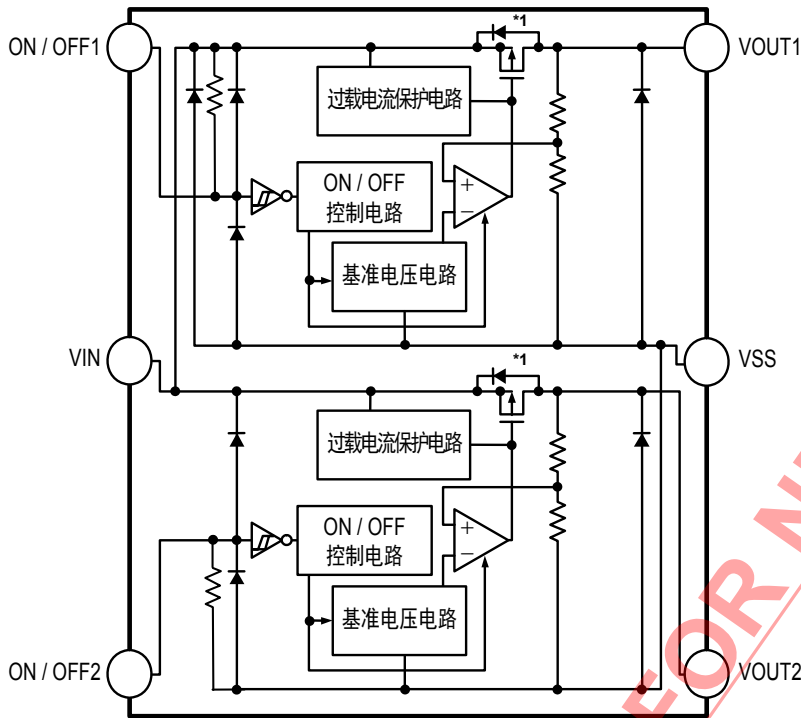 *1
ON / OFF1
VOUT1
过载电流保护电路
+
ON / OFF
控制电路
−
基准电压电路
VIN
*1
VSS
过载电流保护电路
+
ON / OFF
控制电路
−
基准电压电路
ON / OFF2
VOUT2
FOR